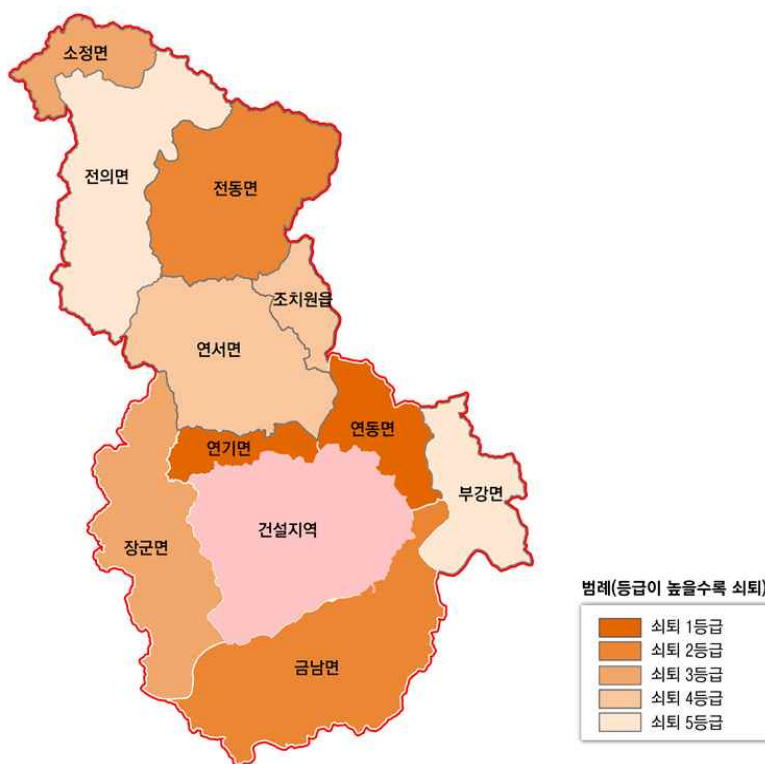 소정면
전의면
전동면
조치원읍
연서면
연기면
연동면
부강면
장군면
건설지역
금남면
범례(등급이 높을수록 쇠퇴)
쇠퇴 1등급
쇠퇴 2등급
쇠퇴 3등급
쇠퇴 4등급
쇠퇴 5등급